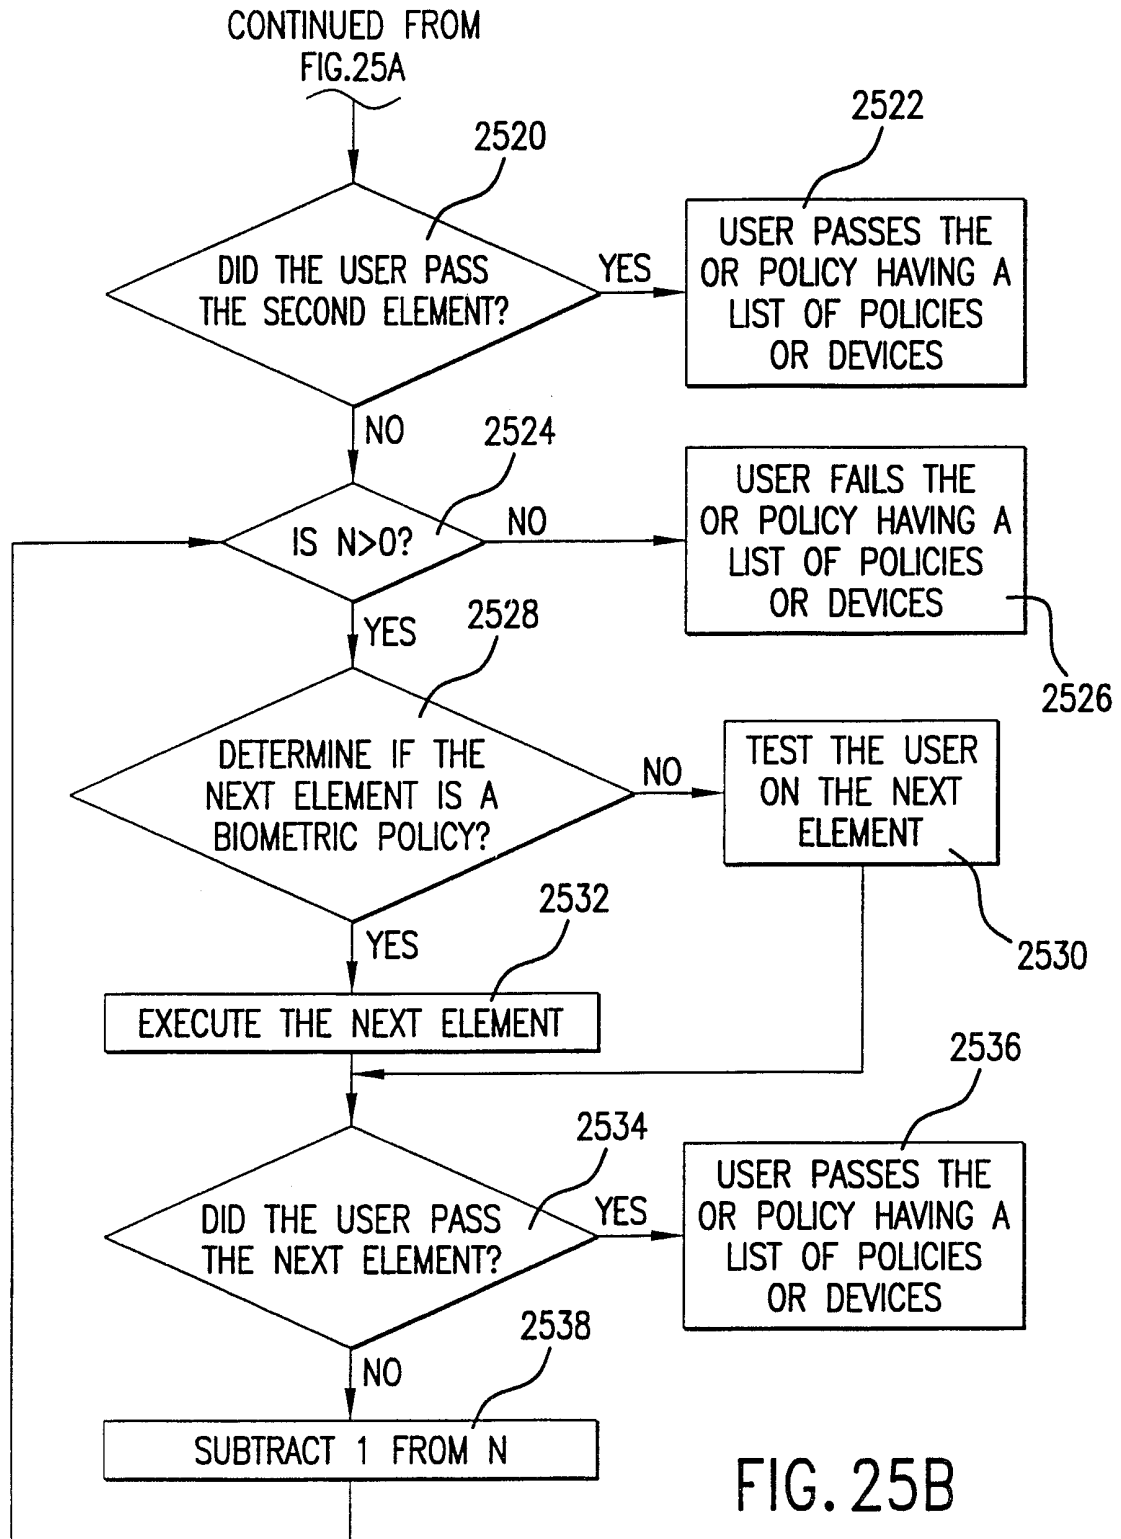 CONTINUED FROM
FIG.25A
2520
2522
DID THE USER PASS
THE SECOND ELEMENT?
YES
USER PASSES THE
OR POLICY HAVING A
LIST OF POLICIES
OR DEVICES
NO
2524
IS N>0?
NO
USER FAILS THE
OR POLICY HAVING A
LIST OF POLICIES
OR DEVICES
2526
YES
2528
DETERMINE IF THE
NEXT ELEMENT IS A
BIOMETRIC POLICY?
NO
TEST THE USER
ON THE NEXT
ELEMENT
2530
YES
2532
EXECUTE THE NEXT ELEMENT
2534
2536
DID THE USER PASS
THE NEXT ELEMENT?
YES
USER PASSES THE
OR POLICY HAVING A
LIST OF POLICIES
OR DEVICES
NO
2538
SUBTRACT 1 FROM N
FIG. 25B